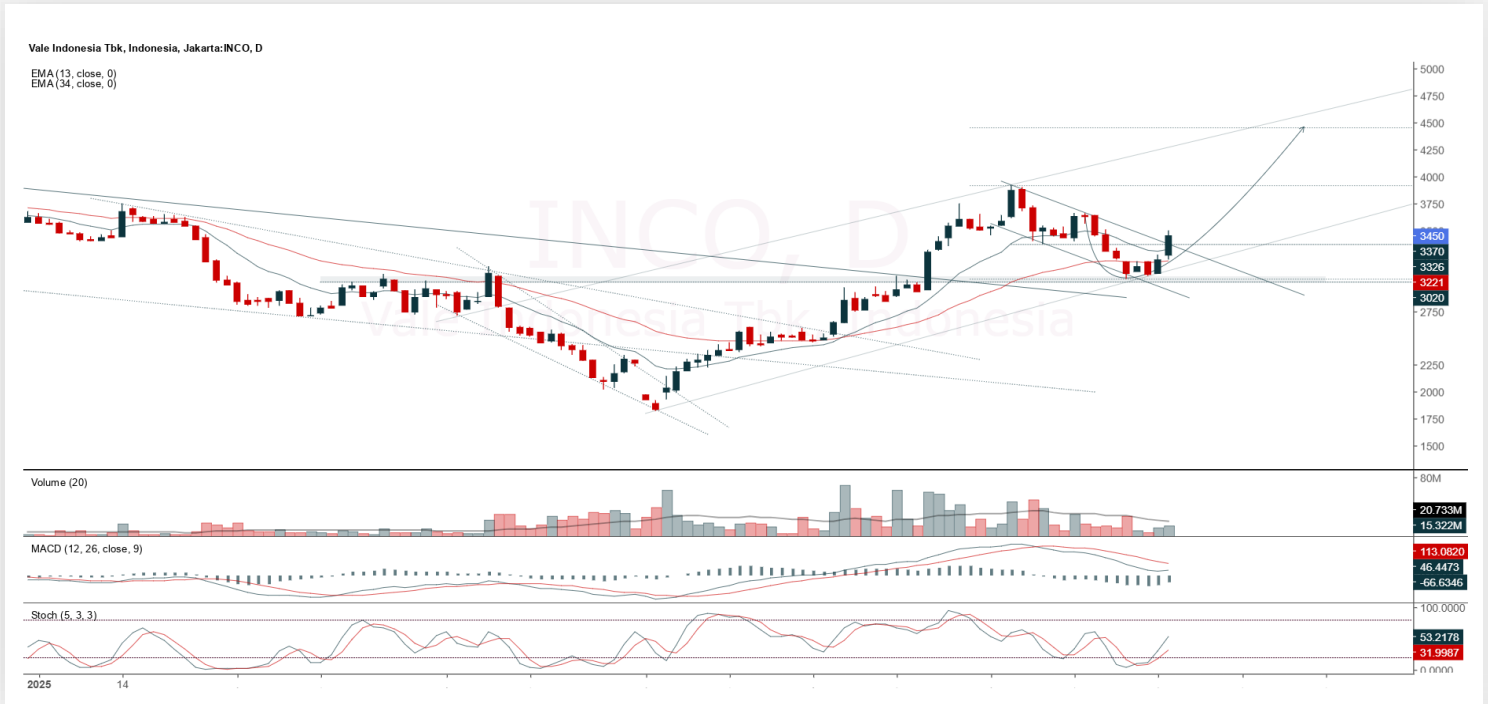 Vale Indonesia Tbk, Indonesia, Jakarta:INCO, D
EMA (13, close, 0)
EMA (34, close, 0)
INCO, D
Vale Indonesia Tbk, Indonesia
5000
4750
4500
4250
4000
3750
3450
3370
3326
3221
3020
2750
2250
2000
1750
1500
Volume (20)
80M
20.733M
15.322M
MACD (12, 26, close, 9)
113.0820
46.4473
-66.6346
Stoch (5, 3, 3)
100.0000
53.2178
31.9987
0.0000
2025 14